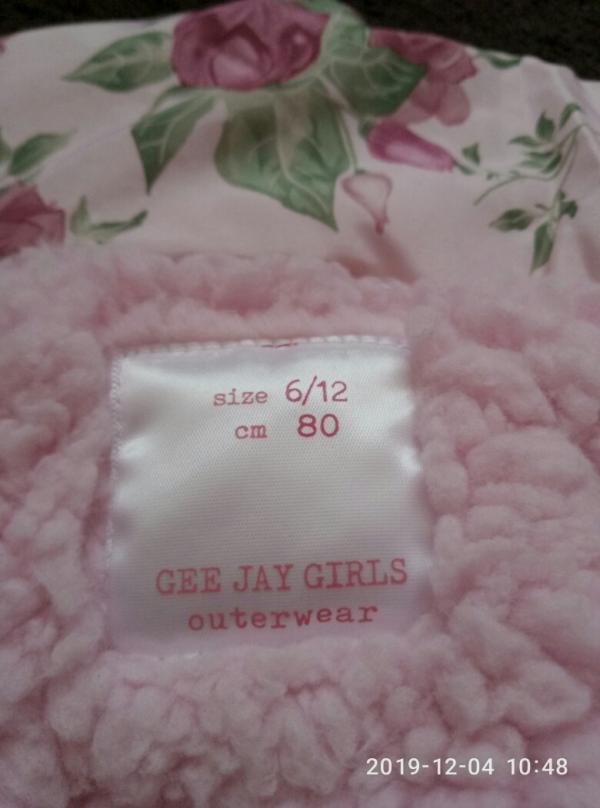 size 6/12
cm 80
GEE JAY GIRLS
outerwear
2019-12-04 10:48